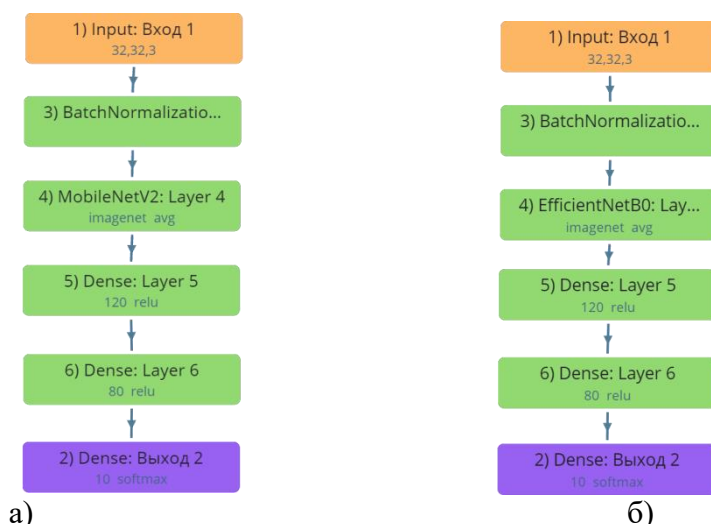 1) Input: Вход 1
32,32,3
3) BatchNormalizatio...
4) MobileNetV2: Layer 4
imagenet avg
5) Dense: Layer 5
120 relu
6) Dense: Layer 6
80 relu
2) Dense: Выход 2
10 softmax
а)
1) Input: Вход 1
32,32,3
3) BatchNormalizatio...
4) EfficientNetB0: Lay...
imagenet avg
5) Dense: Layer 5
120 relu
6) Dense: Layer 6
80 relu
2) Dense: Выход 2
10 softmax
б)